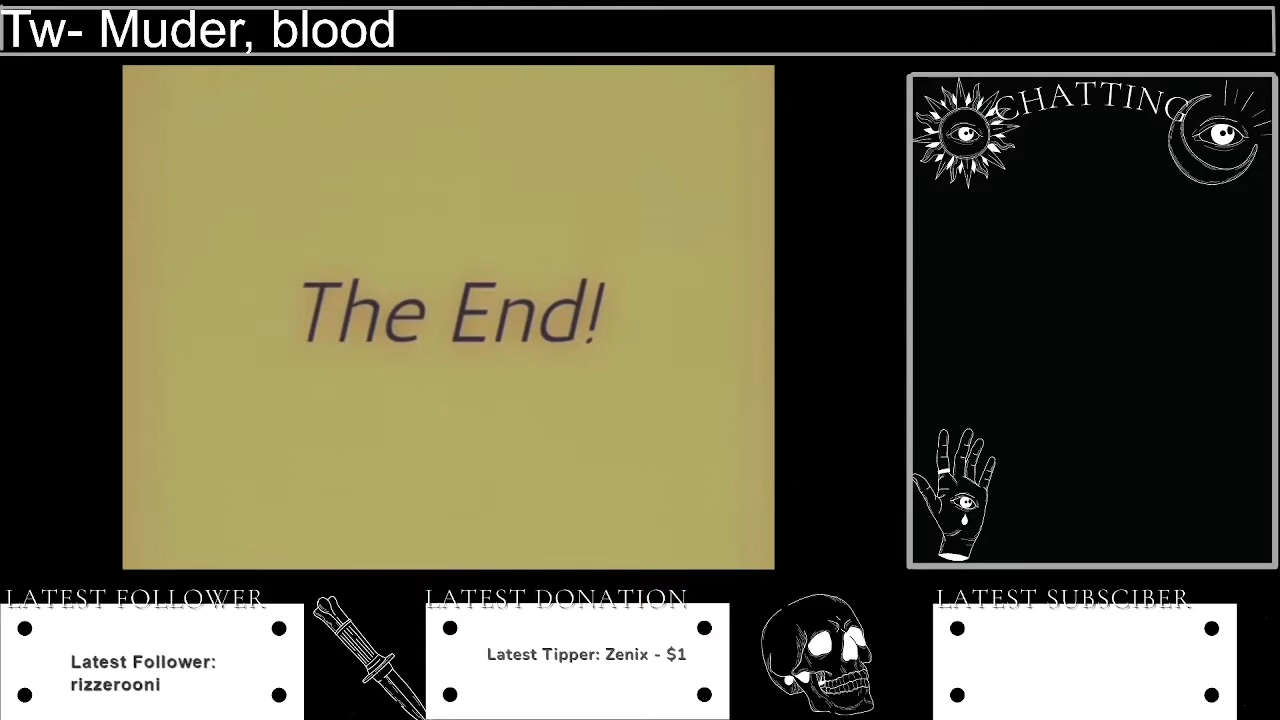 Tw- Muder, blood
CHATTING
The End!
LATEST FOLLOWER
Latest Follower:
rizzerooni
LATEST DONATION
Latest Tipper: Zenix - $1
LATEST SUBSCIBER